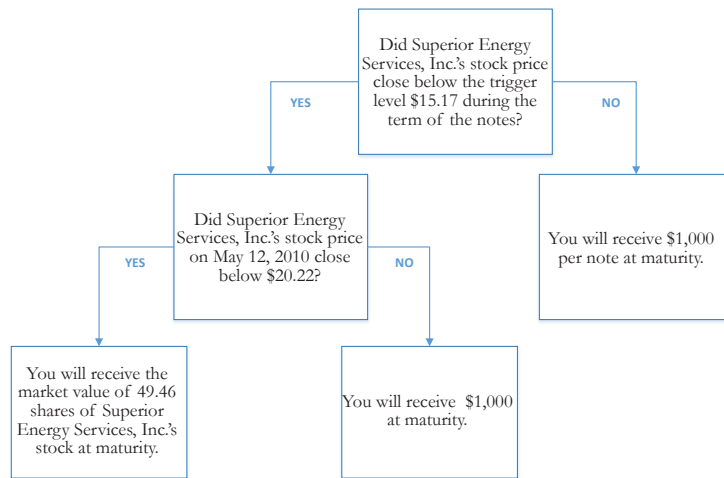 Did Superior Energy
Services, Inc.'s stock price
close below the trigger
level $15.17 during the
term of the notes?
YES
NO
Did Superior Energy
Services, Inc.'s stock price
on May 12, 2010 close
below $20.22?
You will receive $1,000
per note at maturity.
YES
NO
You will receive the
market value of 49.46
shares of Superior
Energy Services, Inc.'s
stock at maturity.
You will receive $1,000
at maturity.